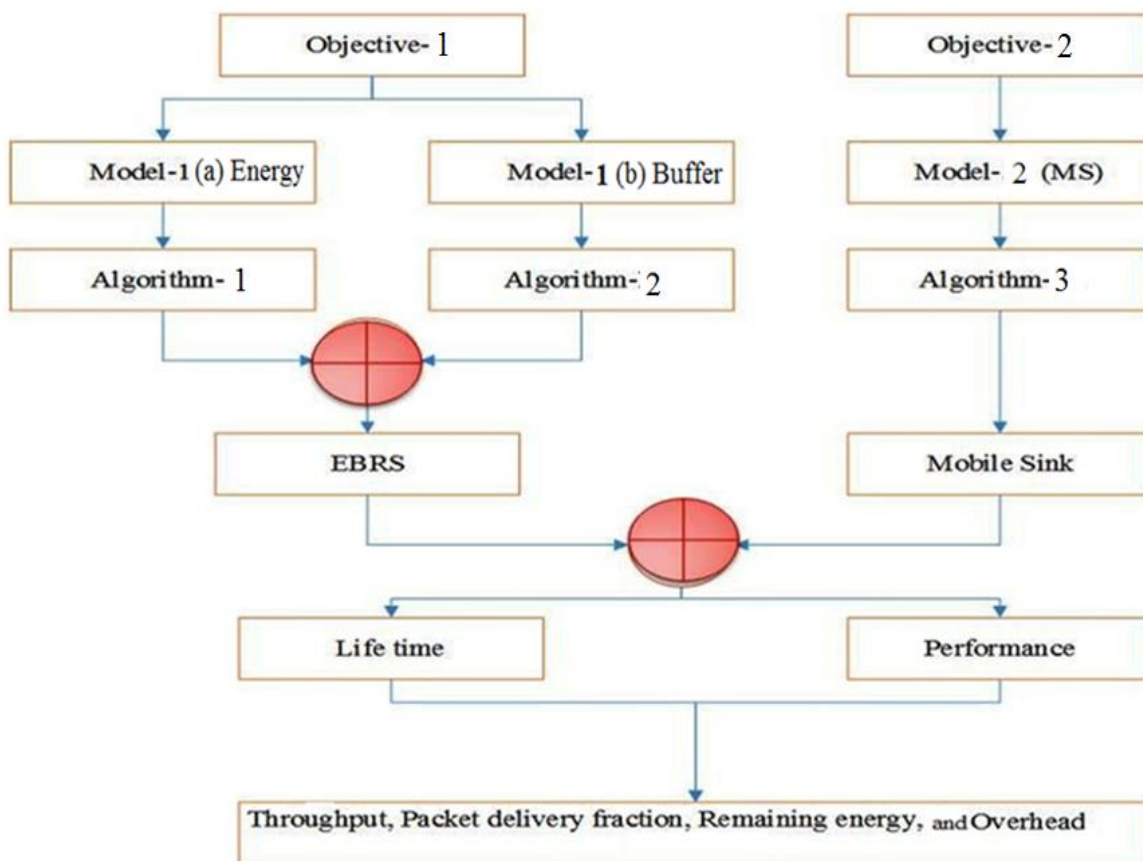 Objective- 1
Objective- 2
Model-1 (a) Energy
Model-1 (b) Buffer
Model- 2 (MS)
Algorithm- 1
Algorithm- 2
Algorithm- 3
EBRS
Mobile Sink
Life time
Performance
Throughput, Packet delivery fraction, Remaining energy, and Overhead